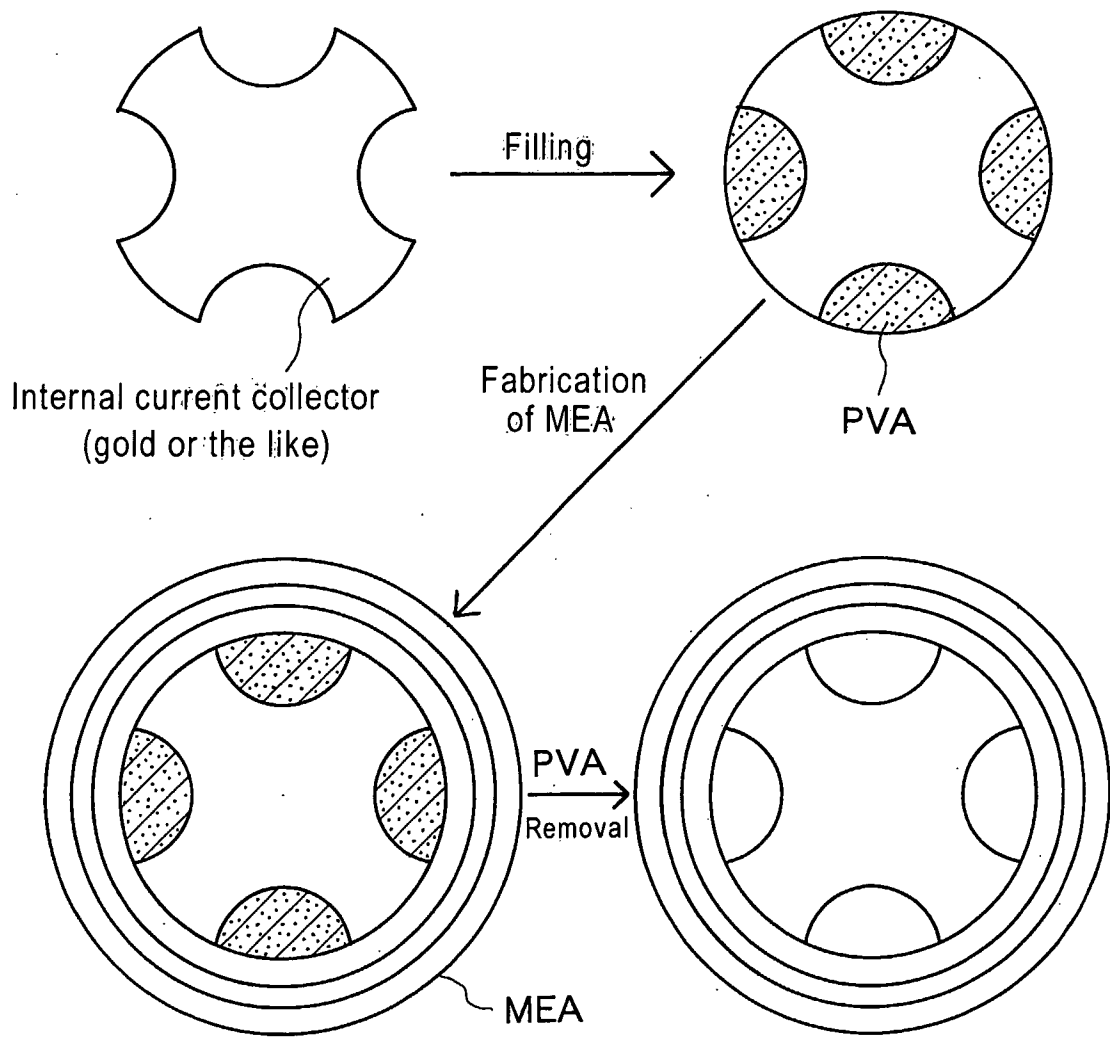 Filling
Internal current collector
(gold or the like)
PVA
Fabrication
of MEA
PVA
Removal
MEA